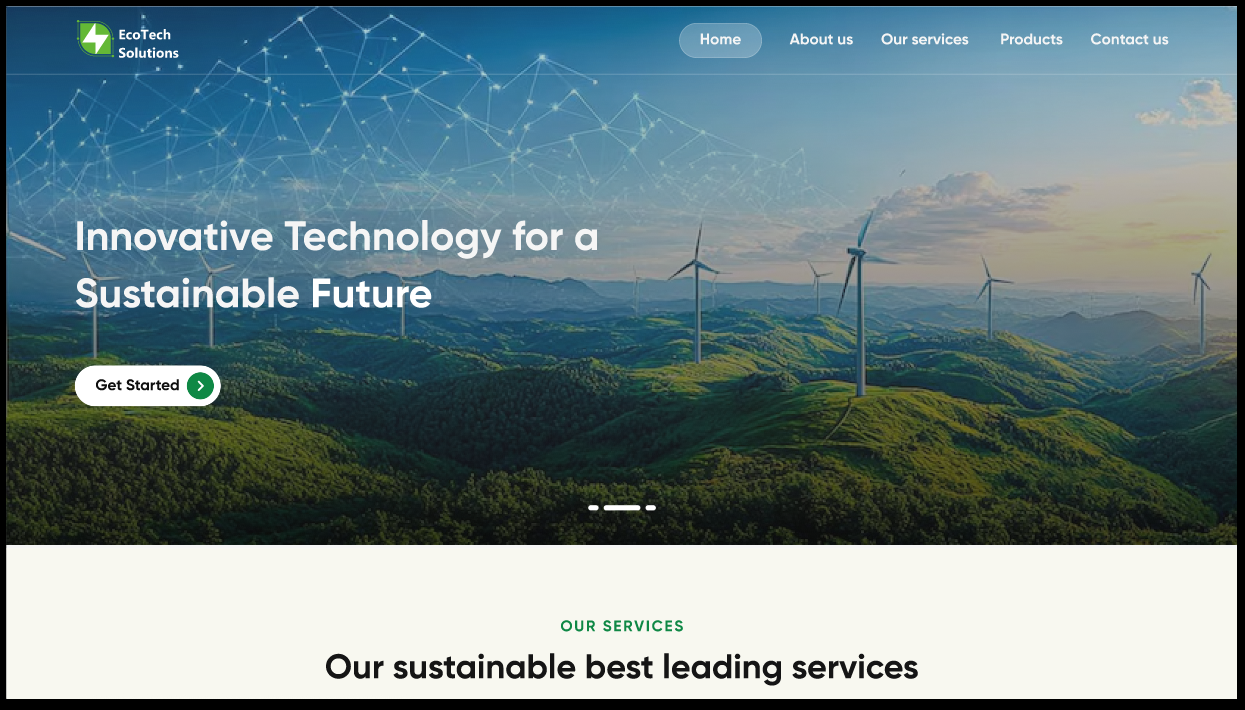 EcoTech
Solutions
Home
About us
Our services
Products
Contact us
Innovative Technology for a
Sustainable Future
Get Started
OUR SERVICES
Our sustainable best leading services